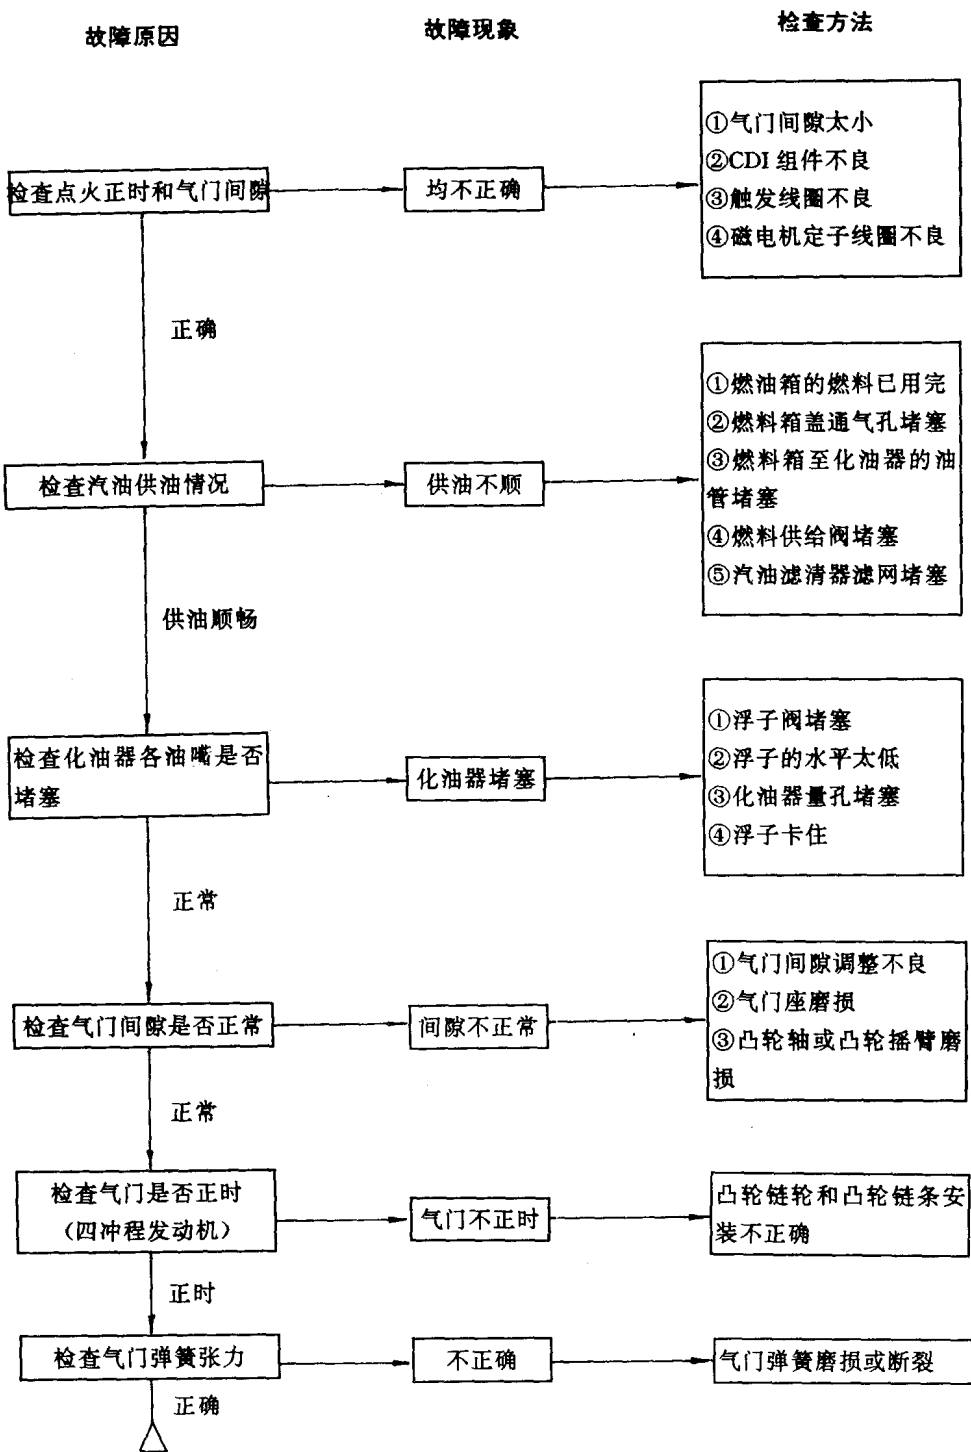 故障原因
故障现象
检查方法
检查点火正时和气门间隙
均不正确
①气门间隙太小
②CDI 组件不良
③触发线圈不良
④磁电机定子线圈不良
正确
检查汽油供油情况
供油不顺
①燃油箱的燃料已用完
②燃料箱盖通气孔堵塞
③燃料箱至化油器的油
管堵塞
④燃料供给阀堵塞
⑤汽油滤清器滤网堵塞
供油顺畅
检查化油器各油嘴是否
堵塞
化油器堵塞
①浮子阀堵塞
②浮子的水平太低
③化油器量孔堵塞
④浮子卡住
正常
检查气门间隙是否正常
间隙不正常
①气门间隙调整不良
②气门座磨损
③凸轮轴或凸轮摇臂磨
损
正常
检查气门是否正时
（四冲程发动机）
气门不正时
凸轮链轮和凸轮链条安
装不正确
正时
检查气门弹簧张力
不正确
气门弹簧磨损或断裂
正确